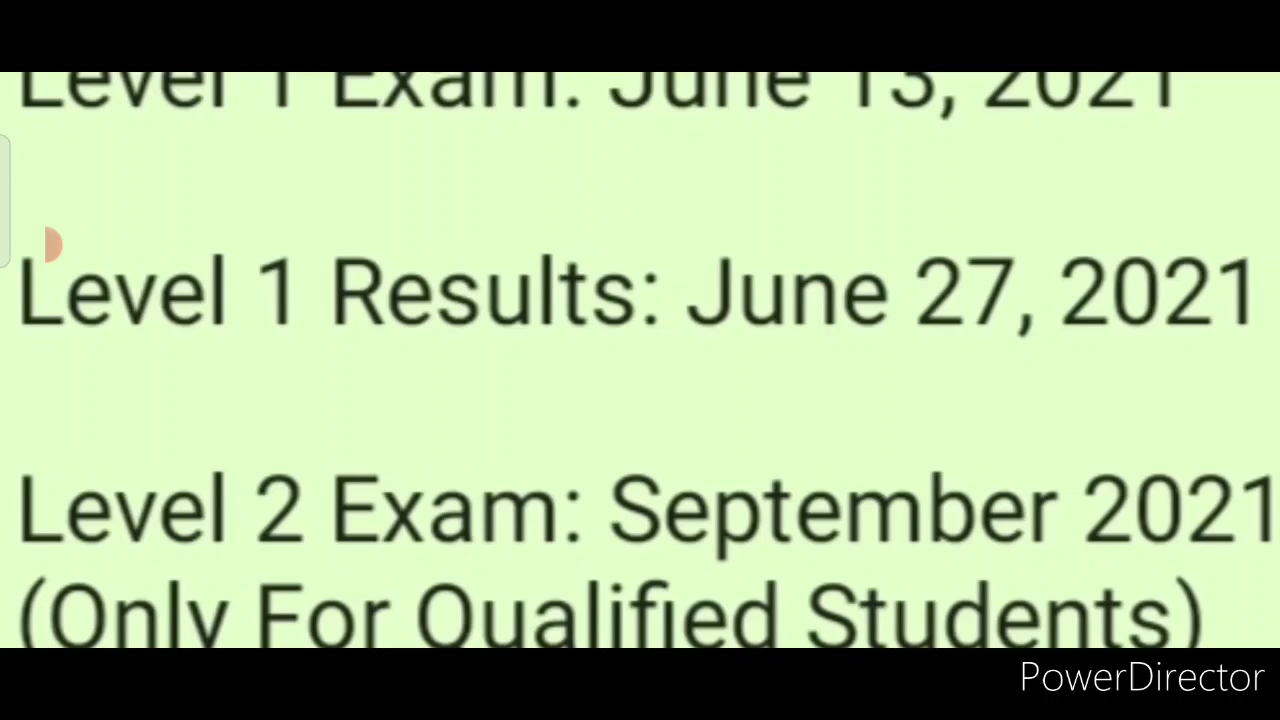 Level 1 Exam: June 13, 2021
Level 1 Results: June 27, 2021
Level 2 Exam: September 2021
(Only For Qualified Students)
PowerDirector